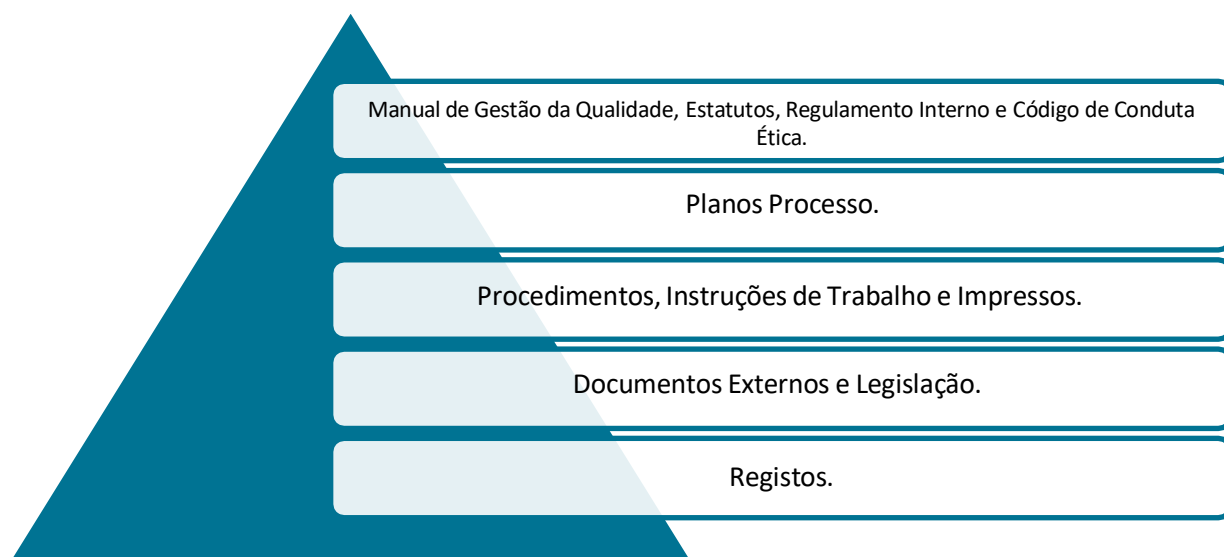 Manual de Gestão da Qualidade, Estatutos, Regulamento Interno e Código de Conduta
Ética.
Planos Processo.
Procedimentos, Instruções de Trabalho e Impressos.
Documentos Externos e Legislação.
Registos.